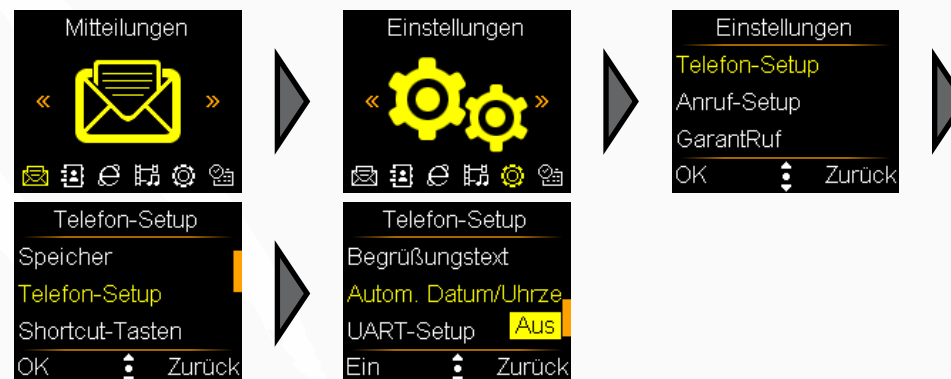 Mitteilungen
« »
Einstellungen
« »
Einstellungen
Telefon-Setup
Anruf-Setup
GarantRuf
OK Zurück
Telefon-Setup
Speicher
Telefon-Setup
Shortcut-Tasten
OK Zurück
Telefon-Setup
Begrüßungstext
Autom. Datum/Uhrze
UART-Setup Aus
Ein Zurück